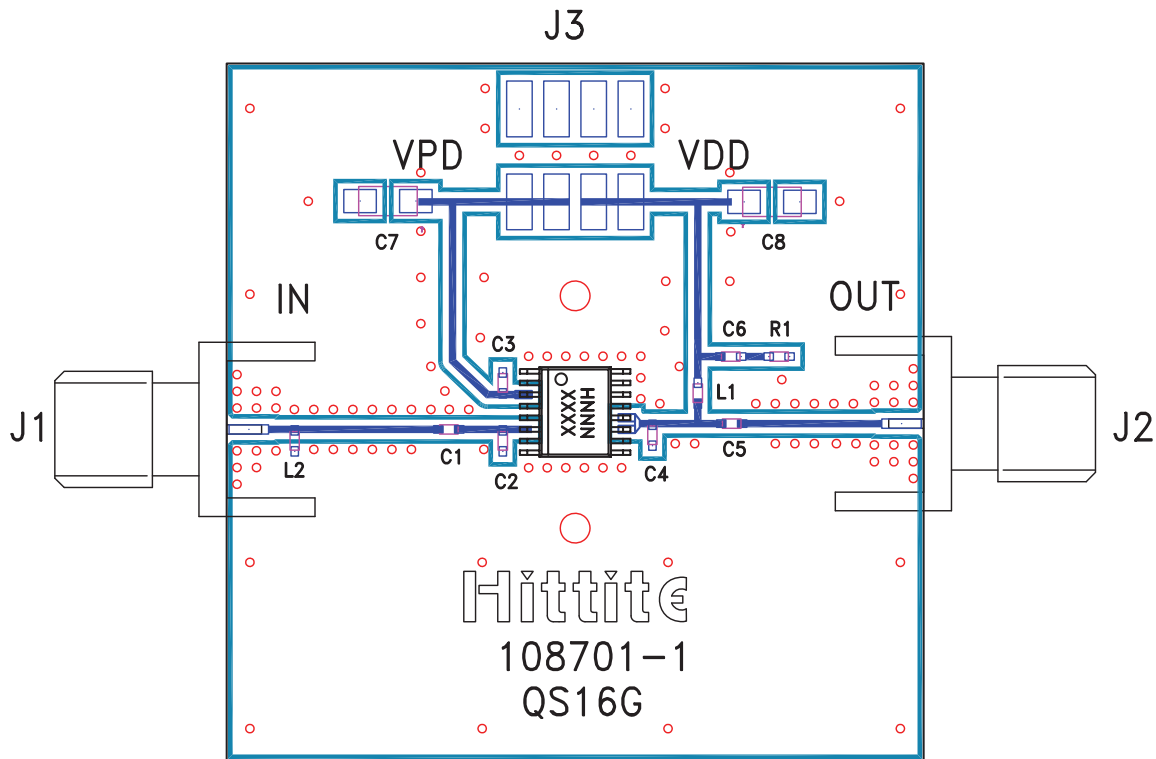 J3
VPD
VDD
C7
C8
IN
OUT
C3
C6
R1
L1
HNNN
XXXX
J1
J2
L2
C1
C2
C4
C5
Hittite
108701-1
QS16G